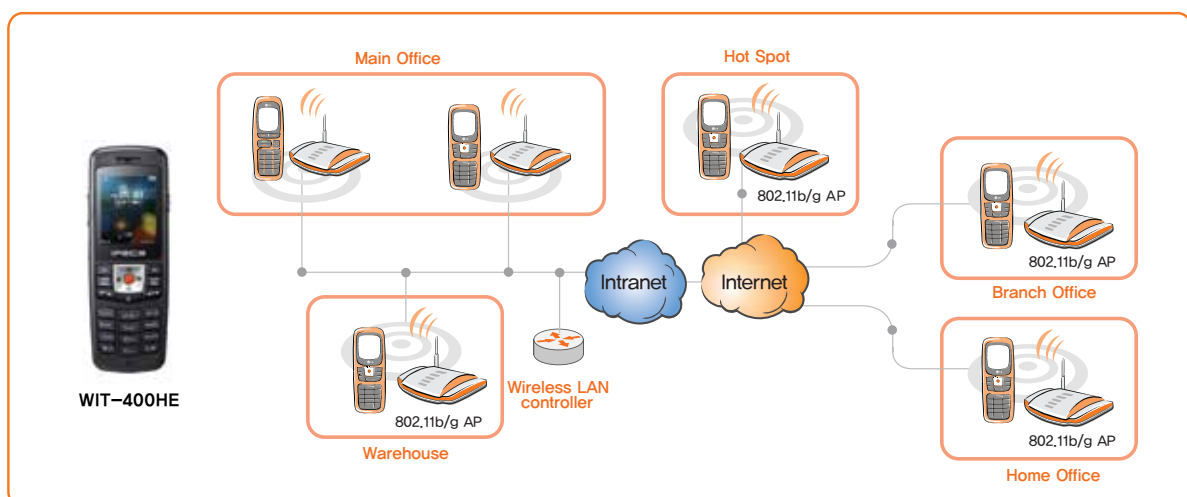 Main Office
Hot Spot
802.11b/g AP
802.11b/g AP
Branch Office
Intranet
Internet
WIT-400HE
802.11b/g AP
Warehouse
Wireless LAN
controller
802.11b/g AP
Home Office